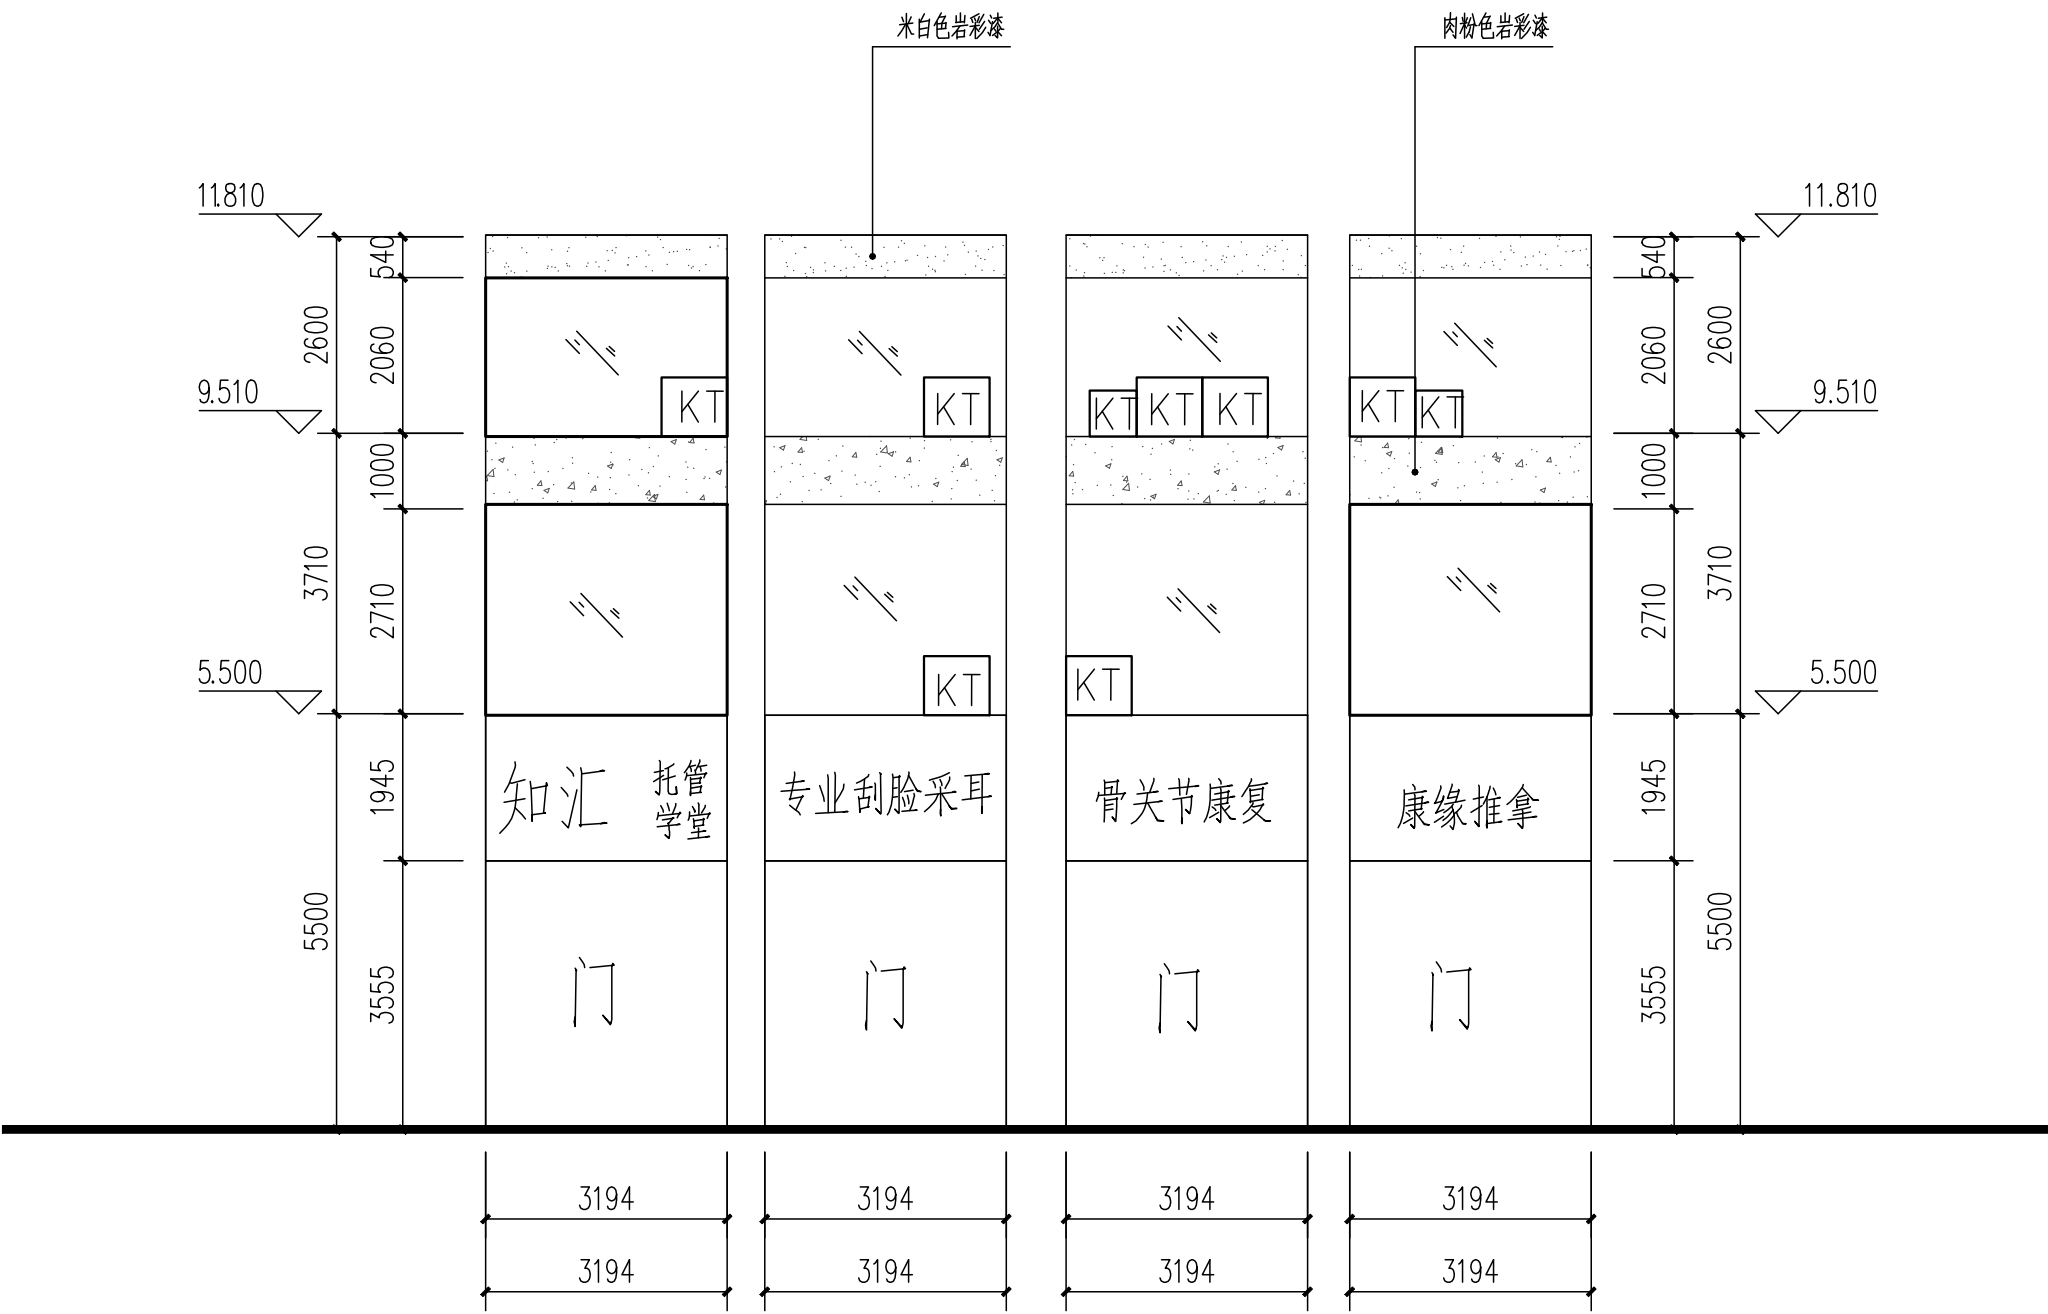 米白色岩彩漆
肉粉色岩彩漆
11.810
11.810
540
540
2600
2060
2060
2600
9.510
KT
KT
KT
KT
KT
KT
KT
9.510
1000
1000
3710
2710
2710
3710
5.500
KT
KT
5.500
1945
知汇
托管
学堂
专业刮脸采耳
骨关节康复
康缘推拿
1945
5500
3555
门
门
门
门
3555
5500
3194
3194
3194
3194
3194
3194
3194
3194